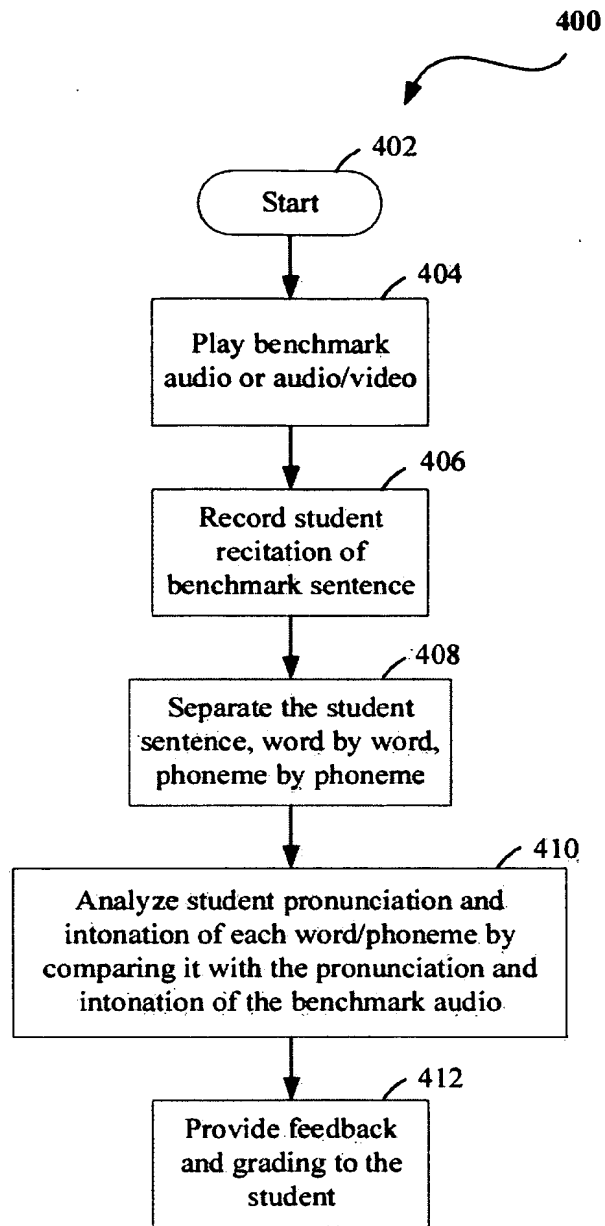 400
402
Start
404
Play benchmark
audio or audio/video
406
Record student
recitation of
benchmark sentence
408
Separate the student
sentence, word by word,
phoneme by phoneme
410
Analyze student pronunciation and
intonation of each word/phoneme by
comparing it with the pronunciation and
intonation of the benchmark audio
412
Provide feedback
and grading to the
student